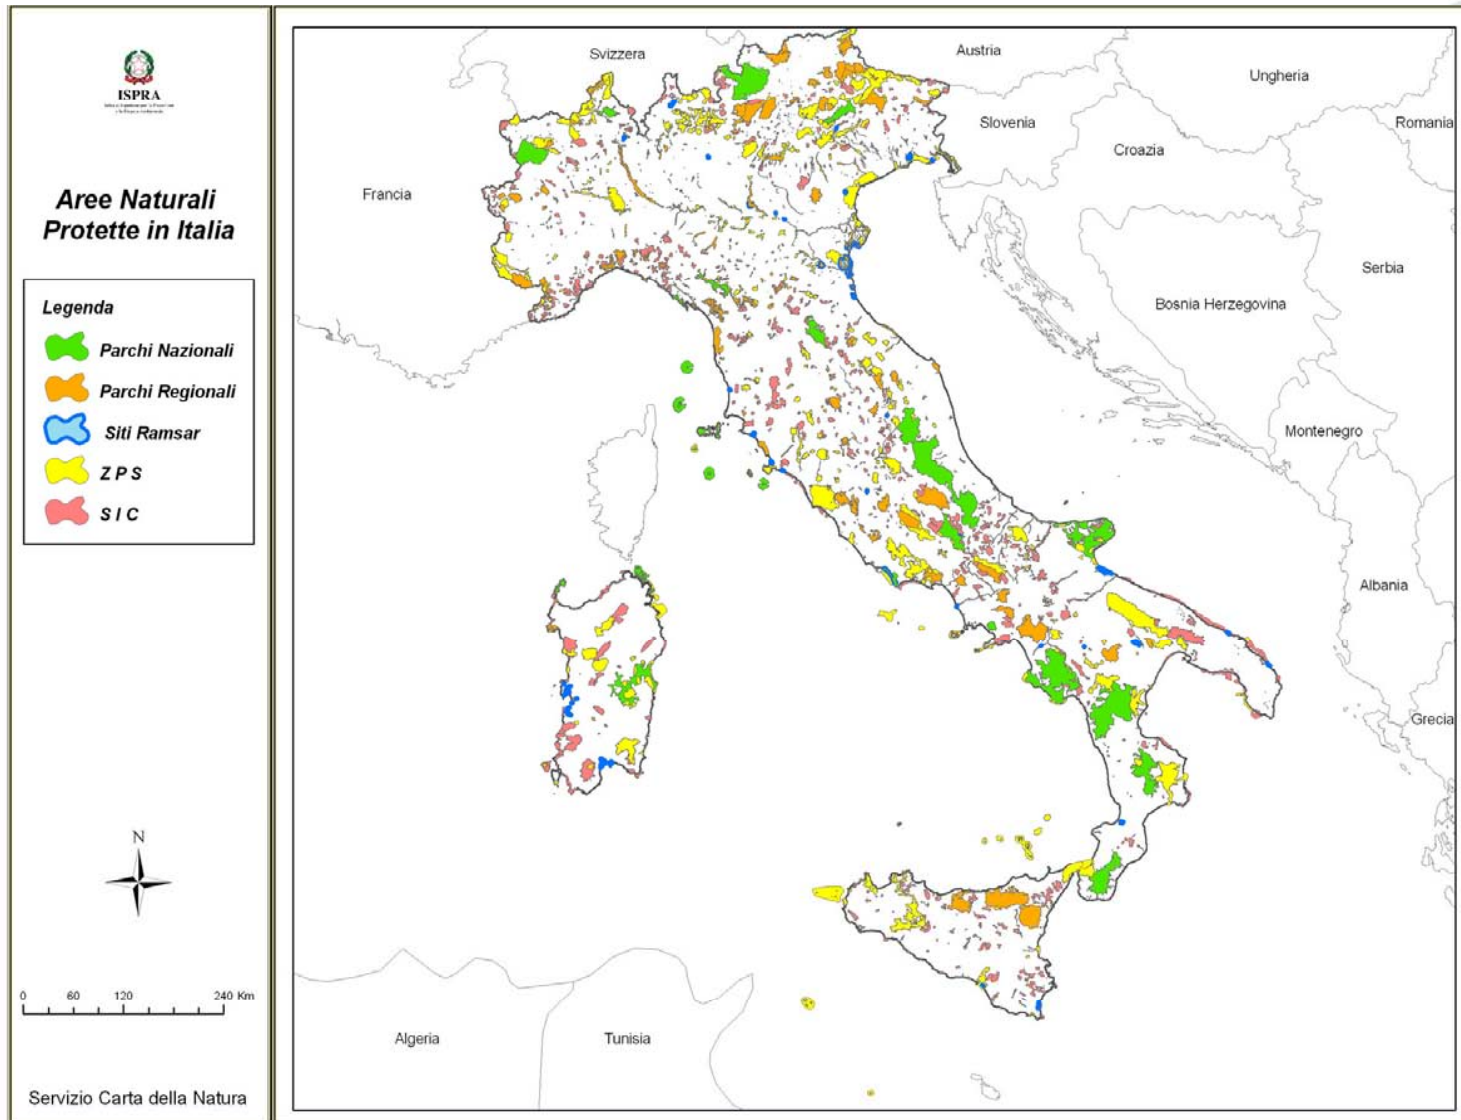 ISPRA
Aree Naturali
Protette in Italia
Legenda
Parchi Nazionali
Parchi Regionali
Siti Ramsar
Z P S
S I C
N
0 60 120 240 Km
Servizio Carta della Natura
Svizzera
Austria
Ungheria
Slovenia
Romania
Croazia
Francia
Serbia
Bosnia Herzegovina
Montenegro
Albania
Grecia
Algeria
Tunisia